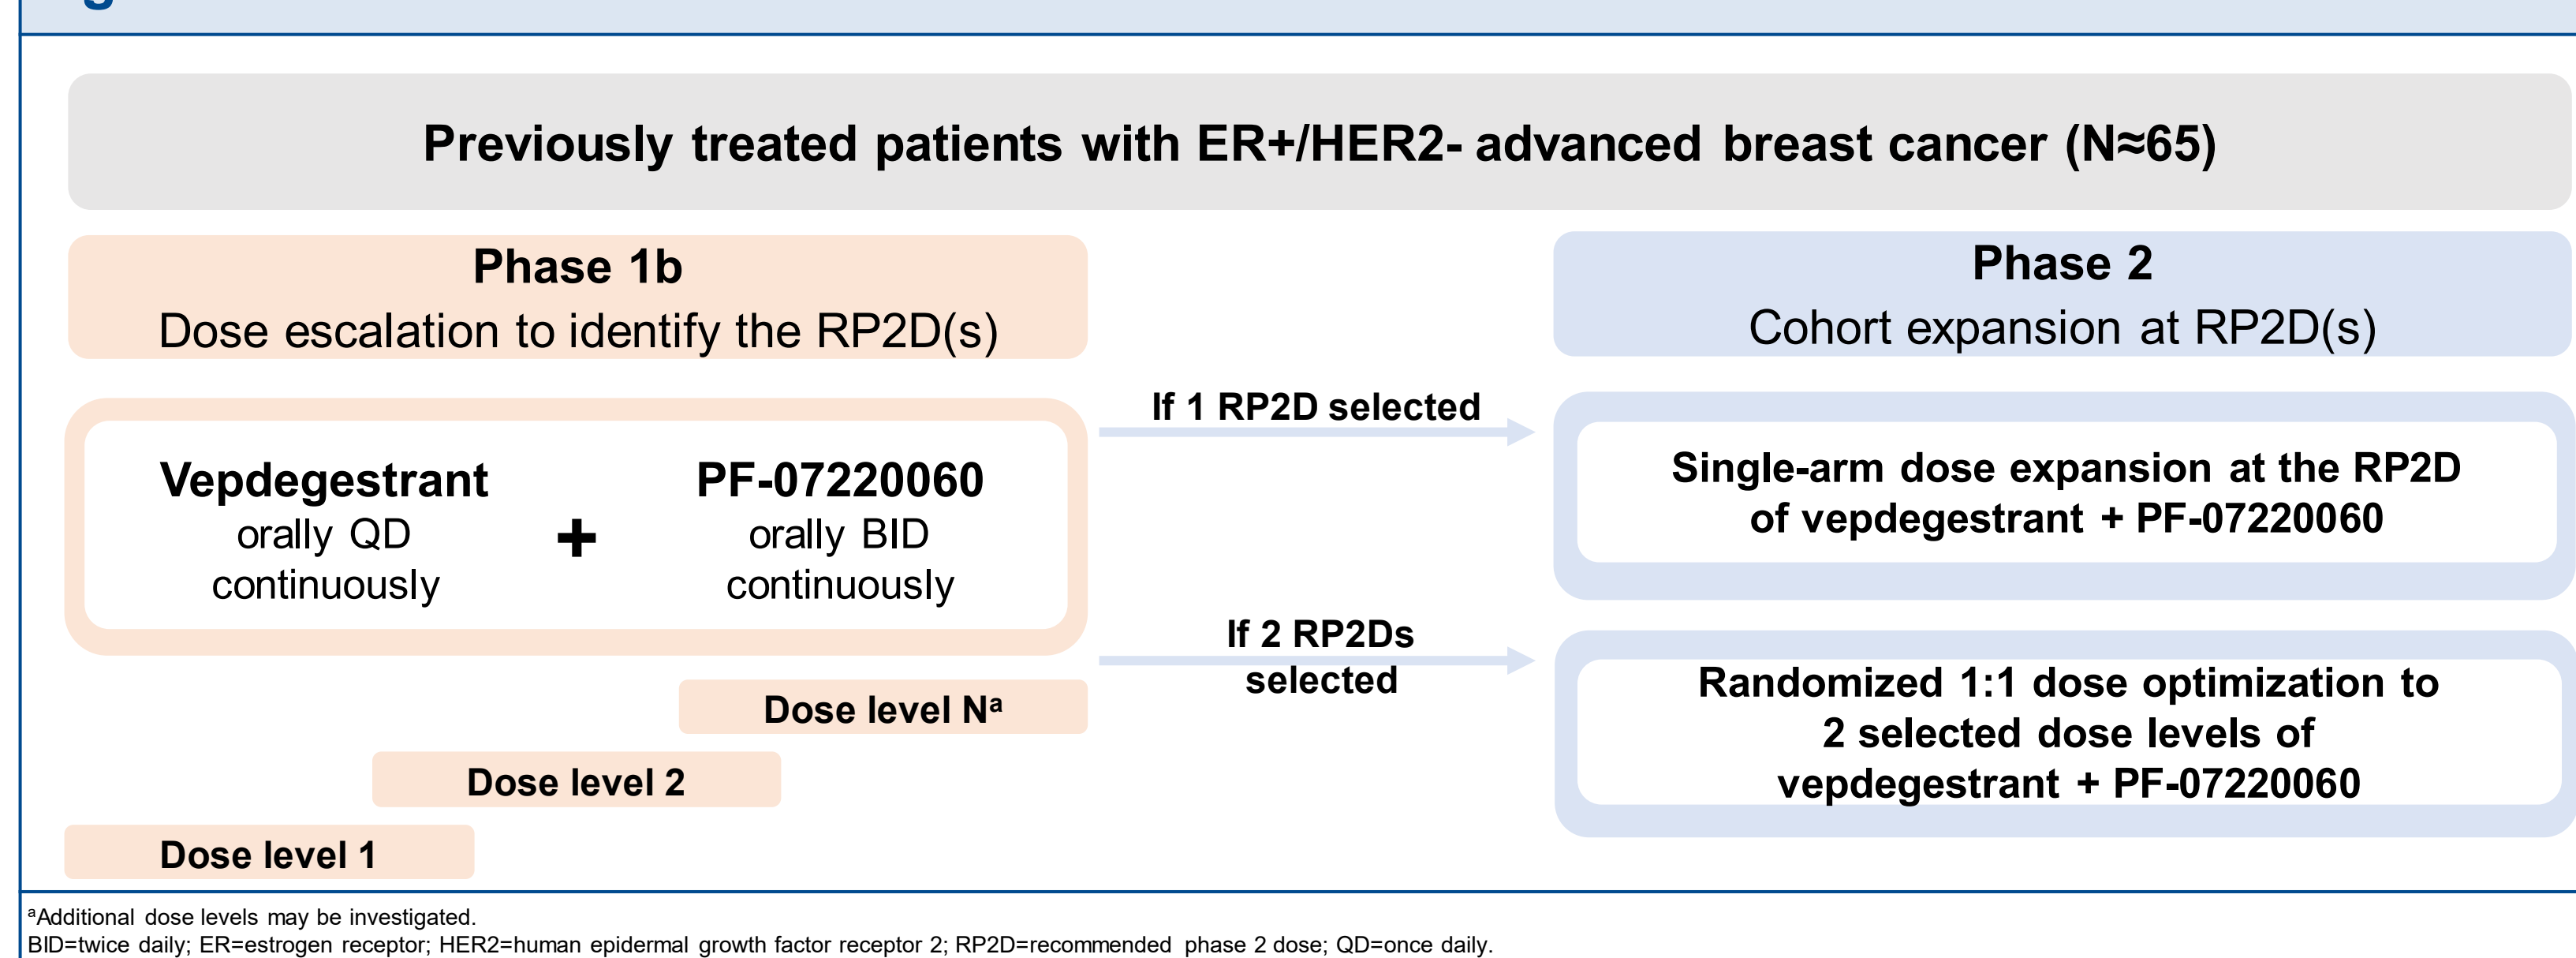 Previously treated patients with ER+/HER2- advanced breast cancer (N≈65)
Phase 1b
Dose escalation to identify the RP2D(s)
Phase 2
Cohort expansion at RP2D(s)
Vepdegestrant
orally QD
continuously
+
PF-07220060
orally BID
continuously
If 1 RP2D selected
If 2 RP2Ds
selected
Single-arm dose expansion at the RP2D
of vepdegestrant + PF-07220060
Randomized 1:1 dose optimization to
2 selected dose levels of
vepdegestrant + PF-07220060
Dose level Nᵃ
Dose level 2
Dose level 1
ᵃAdditional dose levels may be investigated.
BID=twice daily; ER=estrogen receptor; HER2=human epidermal growth factor receptor 2; RP2D=recommended phase 2 dose; QD=once daily.